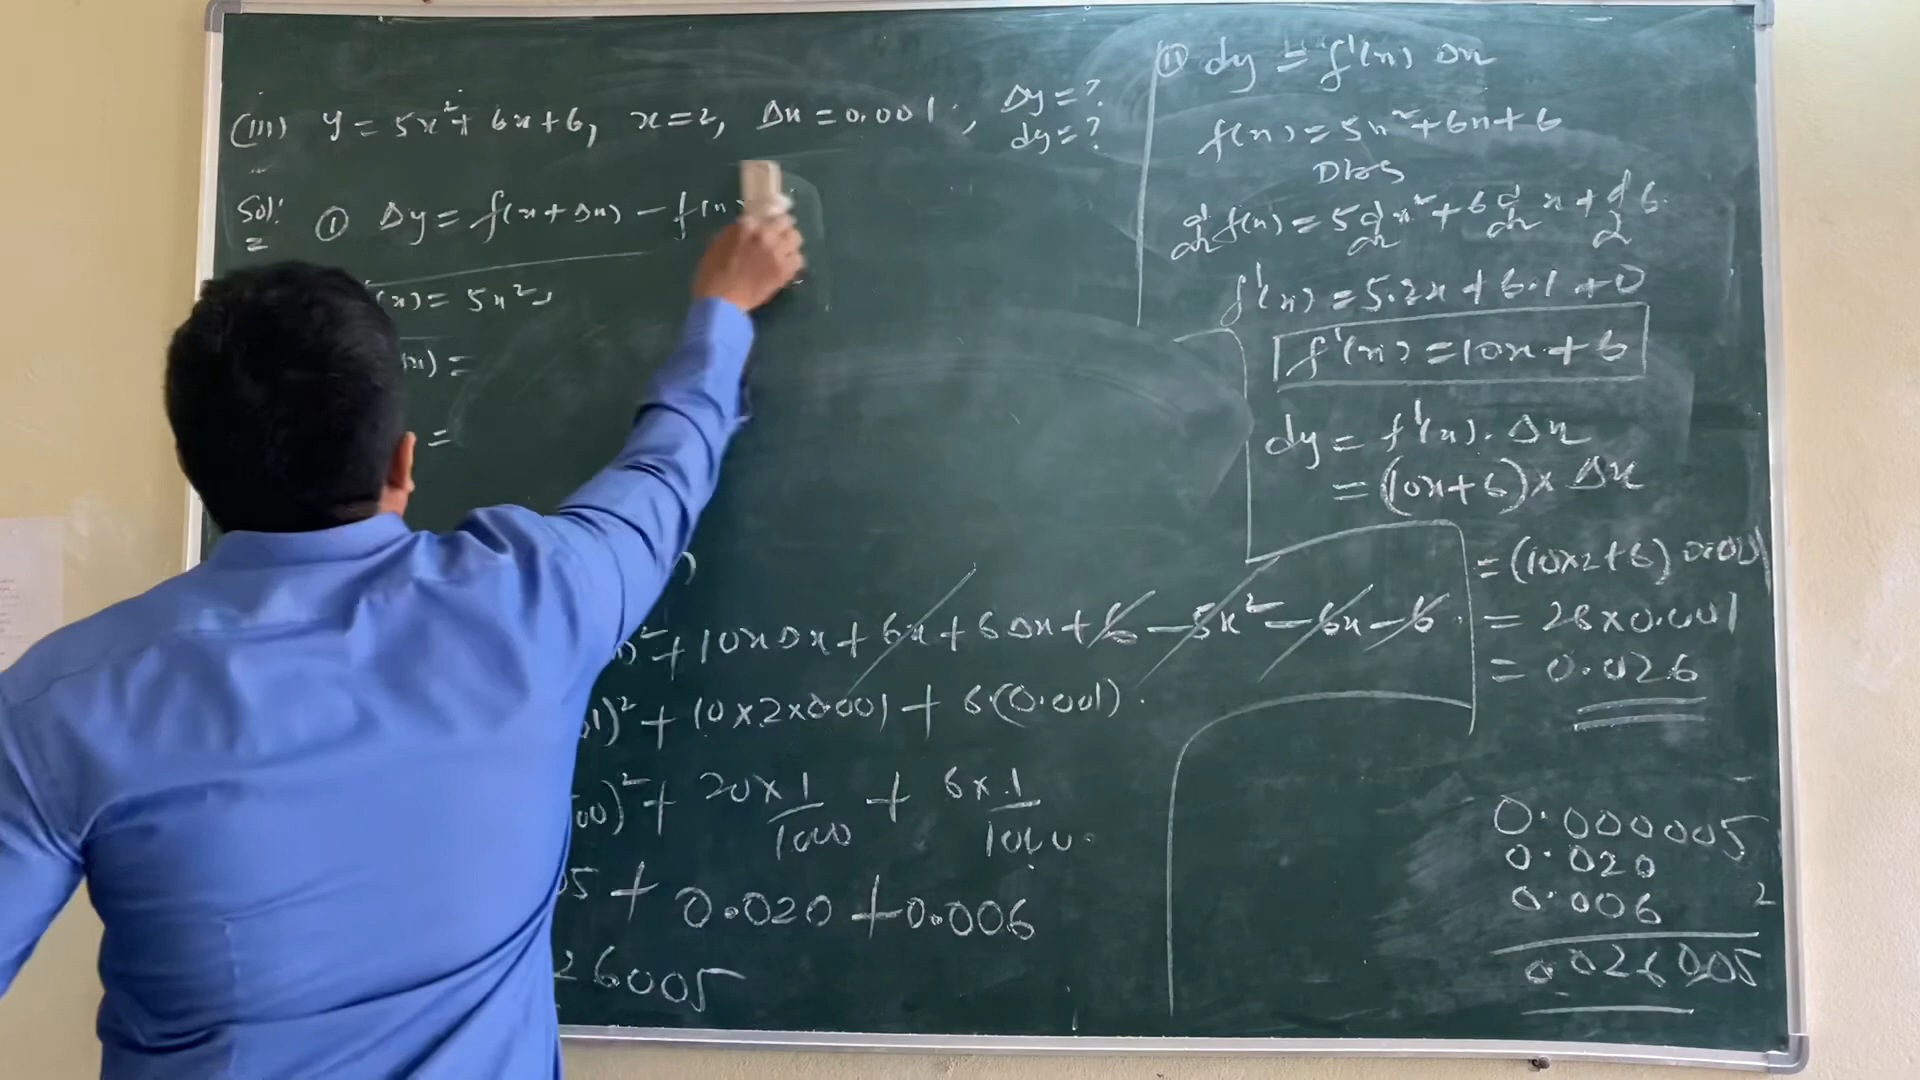 (iii) y = 5x² + 6x + 6, x = 2, Δx = 0.001, Δy = ?
dy = ?
Sol: ① Δy = f(x + Δx) - f(x)
(x) = 5x²
(x) =
=
)² + 10xΔx + 6x + 6Δx + 6 - 5x² - 6x - 6
01)² + 10 x 2 x 0.001 + 6.(0.001).
00)² + 20 x 1/1000 + 6 x 1/1000.
05 + 0.020 + 0.006
26005
② dy = f'(x) Δx
f(x) = 5x² + 6x + 6
D b s
d/dx f(x) = 5 d/dx x² + 6 d/dx x + d/d 6.
f'(x) = 5.2x + 6.1 + 0
f'(x) = 10x + 6
dy = f'(x). Δx
= (10x + 6) x Δx
= (10x2+6) 0.001
= 26 x 0.001
= 0.026
0.000005
0.020
0.006 2
0.026005